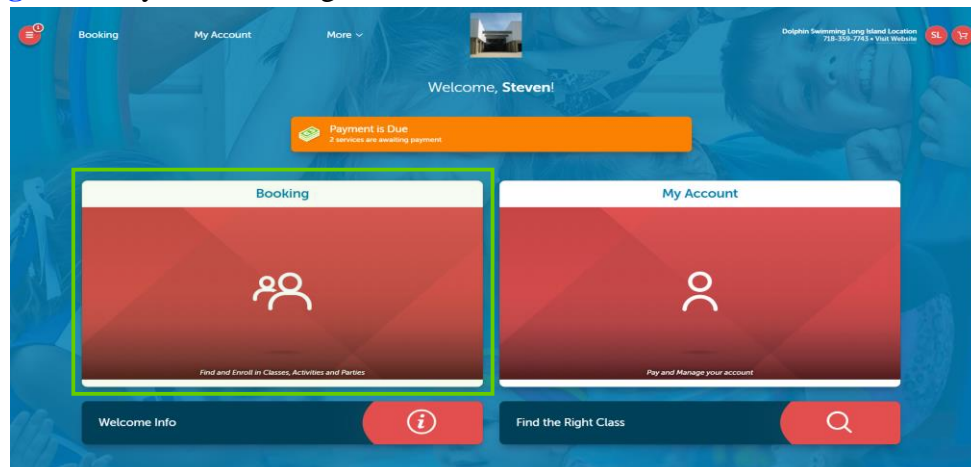 1
Booking
My Account
More
Dolphin Swimming Long Island Location
718-359-7743 • Visit Website
SL
Welcome, Steven!
Payment is Due
2 services are awaiting payment
Booking
My Account
Find and Enroll in Classes, Activities and Parties
Pay and Manage your account
Welcome Info
i
Find the Right Class